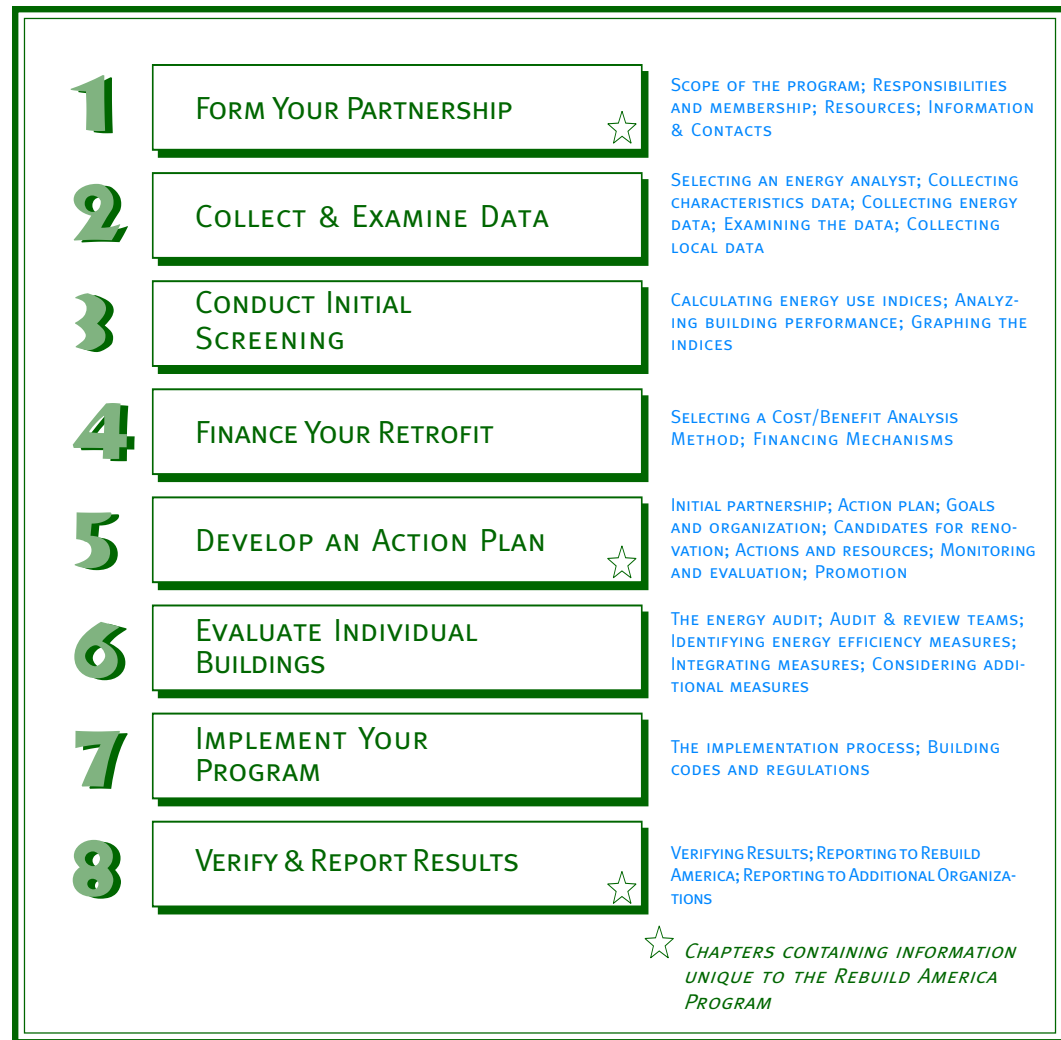 1
FORM YOUR PARTNERSHIP
SCOPE OF THE PROGRAM; RESPONSIBILITIES
AND MEMBERSHIP; RESOURCES; INFORMATION
& CONTACTS
2
COLLECT & EXAMINE DATA
SELECTING AN ENERGY ANALYST; COLLECTING
CHARACTERISTICS DATA; COLLECTING ENERGY
DATA; EXAMINING THE DATA; COLLECTING
LOCAL DATA
3
CONDUCT INITIAL
SCREENING
CALCULATING ENERGY USE INDICES; ANALYZ-
ING BUILDING PERFORMANCE; GRAPHING THE
INDICES
4
FINANCE YOUR RETROFIT
SELECTING A COST/BENEFIT ANALYSIS
METHOD; FINANCING MECHANISMS
5
DEVELOP AN ACTION PLAN
INITIAL PARTNERSHIP; ACTION PLAN; GOALS
AND ORGANIZATION; CANDIDATES FOR RENO-
VATION; ACTIONS AND RESOURCES; MONITORING
AND EVALUATION; PROMOTION
6
EVALUATE INDIVIDUAL
BUILDINGS
THE ENERGY AUDIT; AUDIT & REVIEW TEAMS;
IDENTIFYING ENERGY EFFICIENCY MEASURES;
INTEGRATING MEASURES; CONSIDERING ADDI-
TIONAL MEASURES
7
IMPLEMENT YOUR
PROGRAM
THE IMPLEMENTATION PROCESS; BUILDING
CODES AND REGULATIONS
8
VERIFY & REPORT RESULTS
VERIFYING RESULTS; REPORTING TO REBUILD
AMERICA; REPORTING TO ADDITIONAL ORGANIZA-
TIONS
CHAPTERS CONTAINING INFORMATION
UNIQUE TO THE REBUILD AMERICA
PROGRAM